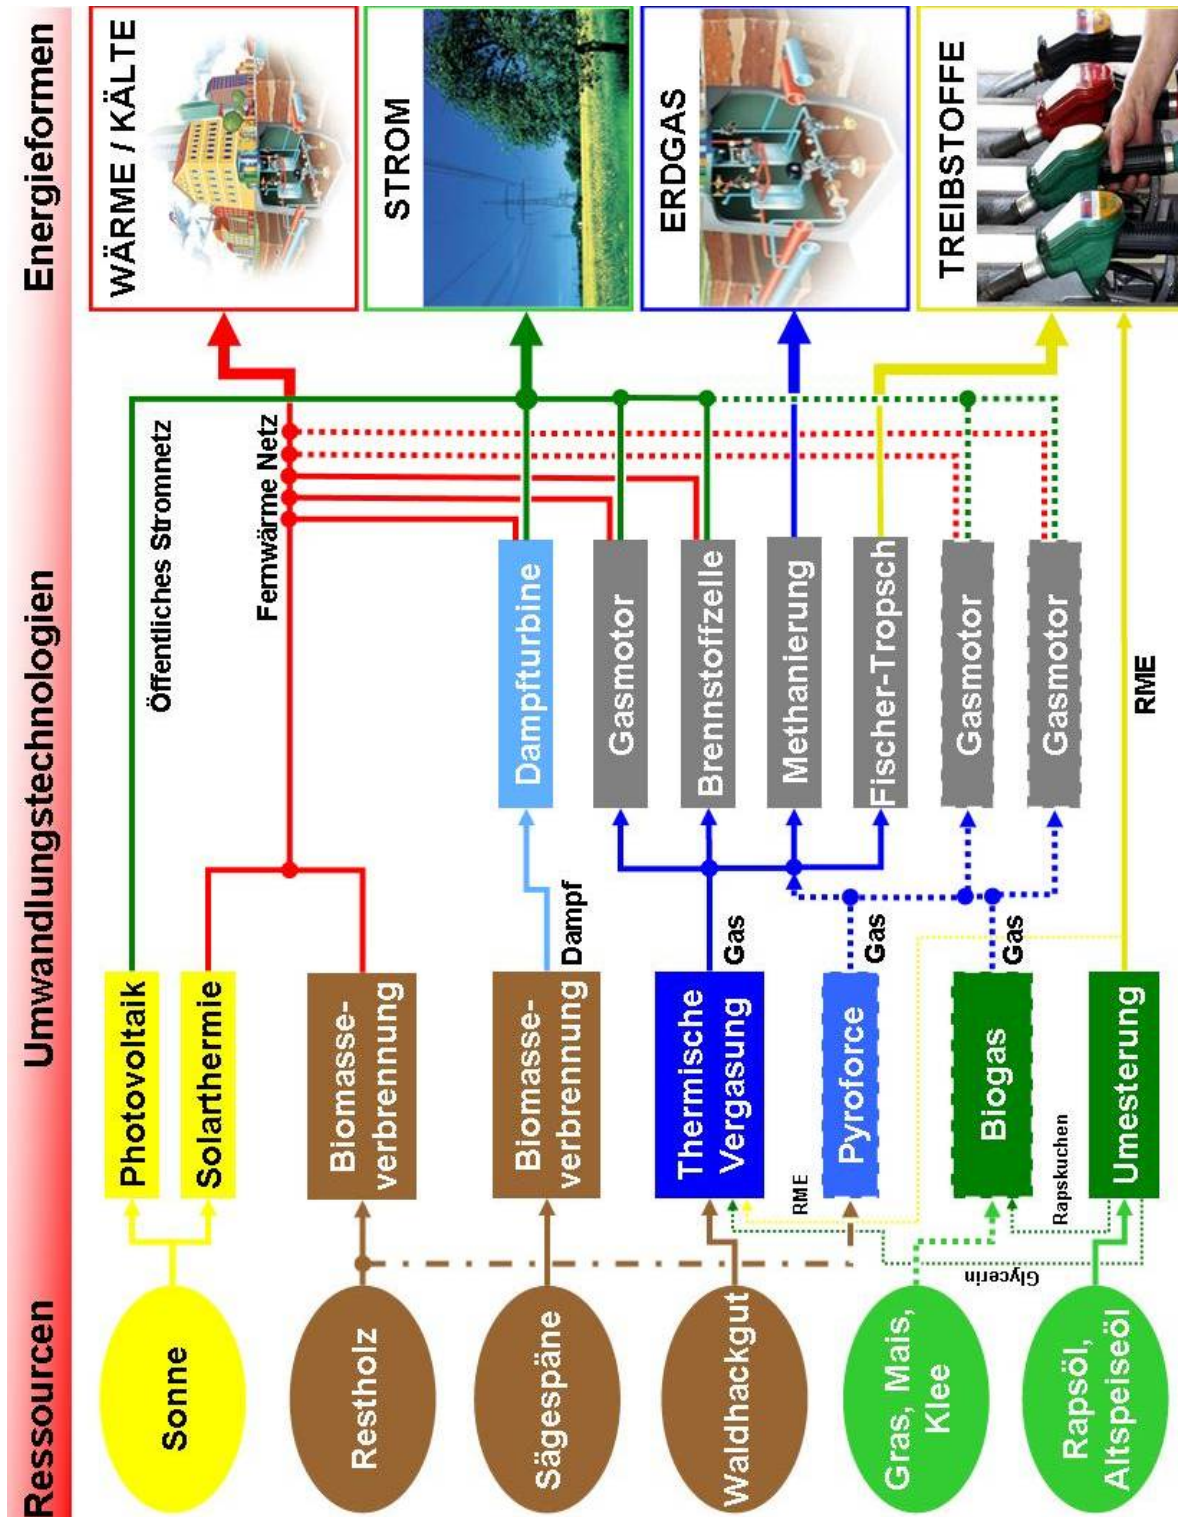 Ressourcen
Umwandlungstechnologien
Energieformen
Sonne
Restholz
Sägespäne
Waldhackgut
Gras, Mais,
Klee
Rapsöl,
Altspeiseöl
Photovoltaik
Solarthermie
Biomasse-
verbrennung
Biomasse-
verbrennung
Thermische
Vergasung
Pyroforce
Biogas
Umesterung
RME
Glycerin
Rapskuchen
Dampf
Gas
Gas
Gas
Dampfturbine
Gasmotor
Brennstoffzelle
Methanierung
Fischer-Tropsch
Gasmotor
Gasmotor
RME
Öffentliches Stromnetz
Fernwärme Netz
WÄRME / KÄLTE
STROM
ERDGAS
TREIBSTOFFE